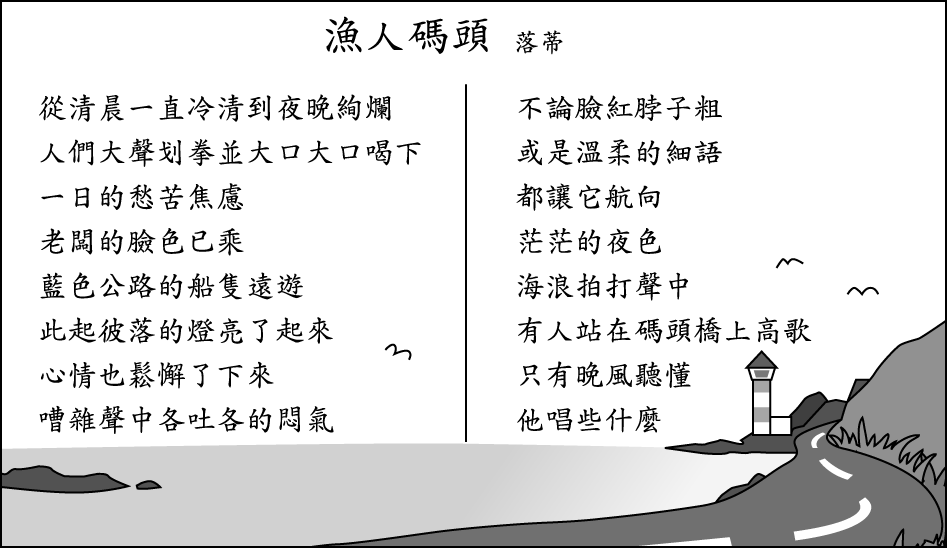 漁人碼頭 落蒂
從清晨一直冷清到夜晚絢爛
人們大聲划拳並大口大口喝下
一日的愁苦焦慮
老闆的臉色已乘
藍色公路的船隻遠遊
此起彼落的燈亮了起來
心情也鬆懈了下來
嘈雜聲中各吐各的悶氣
不論臉紅脖子粗
或是溫柔的細語
都讓它航向
茫茫的夜色
海浪拍打聲中
有人站在碼頭橋上高歌
只有晚風聽懂
他唱些什麼